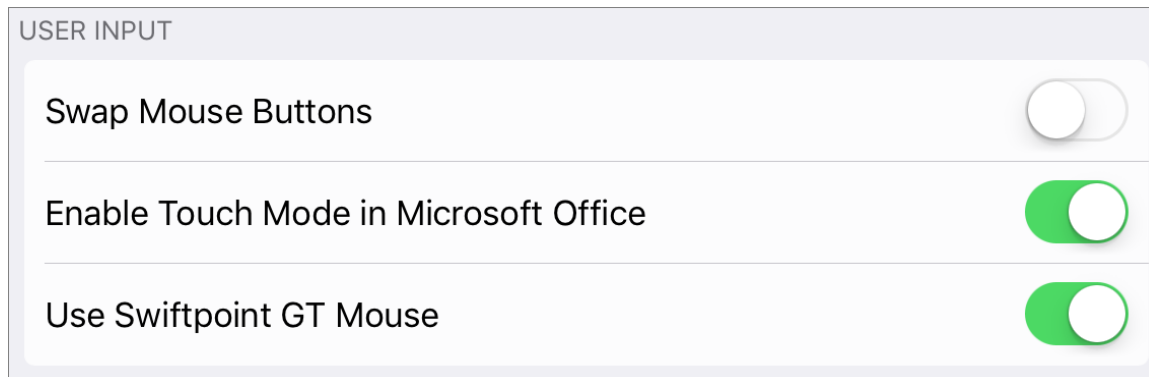 USER INPUT
Swap Mouse Buttons
Enable Touch Mode in Microsoft Office
Use Swiftpoint GT Mouse